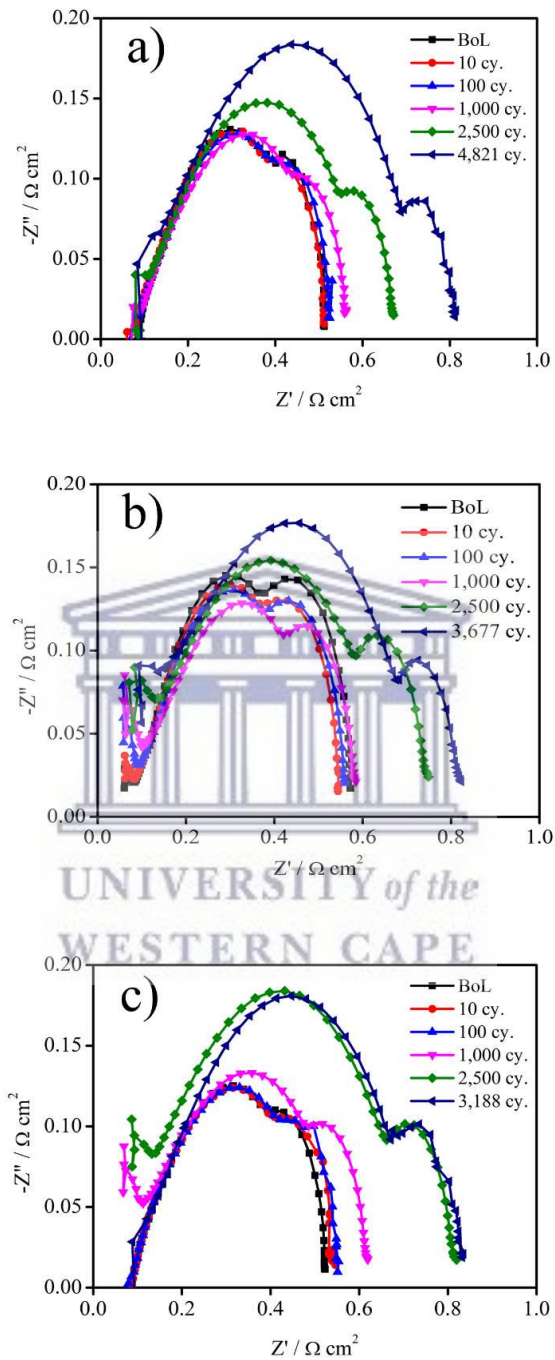 a)
BoL
10 cy.
100 cy.
1,000 cy.
2,500 cy.
4,821 cy.
-Z'' / Ω cm²
0.20
0.15
0.10
0.05
0.00
0.0 0.2 0.4 0.6 0.8 1.0
Z' / Ω cm²
b)
BoL
10 cy.
100 cy.
1,000 cy.
2,500 cy.
3,677 cy.
-Z'' / Ω cm²
0.20
0.15
0.10
0.05
0.00
0.0 0.2 0.4 0.6 0.8 1.0
Z' / Ω cm²
UNIVERSITY of the
WESTERN CAPE
c)
BoL
10 cy.
100 cy.
1,000 cy.
2,500 cy.
3,188 cy.
-Z'' / Ω cm²
0.20
0.15
0.10
0.05
0.00
0.0 0.2 0.4 0.6 0.8 1.0
Z' / Ω cm²